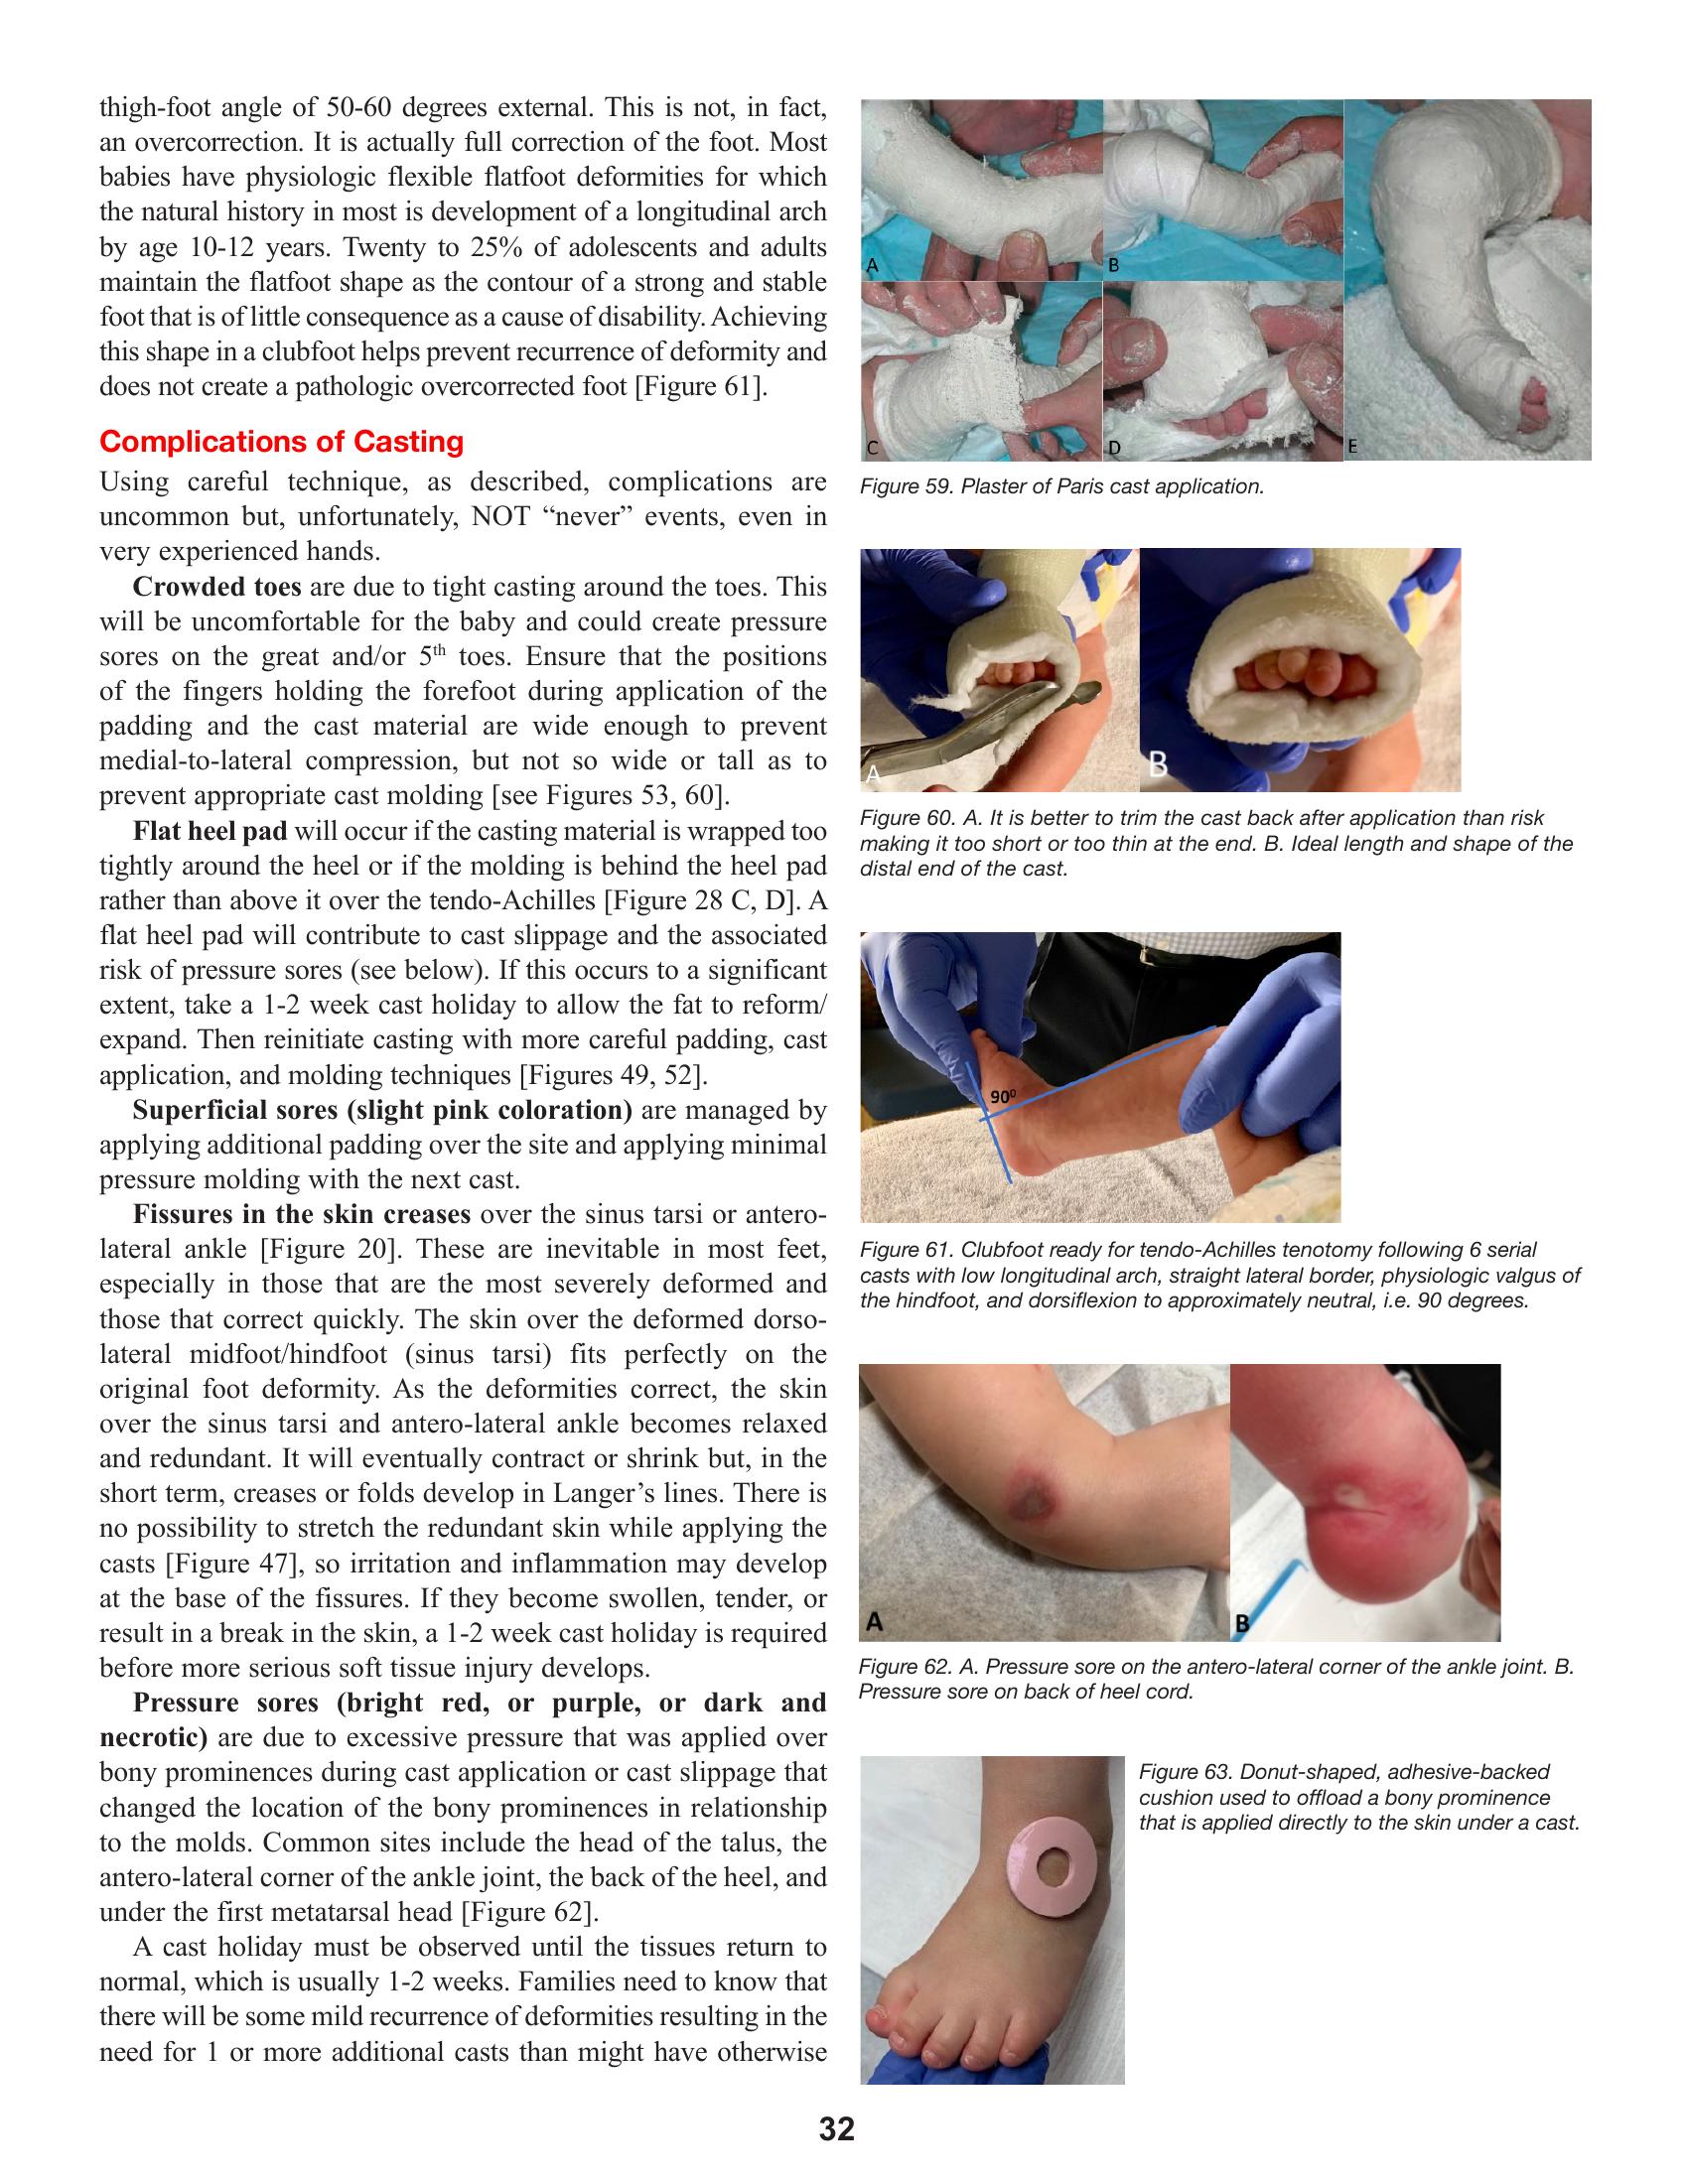 thigh-foot angle of 50-60 degrees external. This is not, in fact,
an overcorrection. It is actually full correction of the foot. Most
babies have physiologic flexible flatfoot deformities for which
the natural history in most is development of a longitudinal arch
by age 10-12 years. Twenty to 25% of adolescents and adults
maintain the flatfoot shape as the contour of a strong and stable
foot that is of little consequence as a cause of disability. Achieving
this shape in a clubfoot helps prevent recurrence of deformity and
does not create a pathologic overcorrected foot [Figure 61].
Complications of Casting
Using careful technique, as described, complications are
uncommon but, unfortunately, NOT “never” events, even in
very experienced hands.
Crowded toes are due to tight casting around the toes. This
will be uncomfortable for the baby and could create pressure
sores on the great and/or 5th toes. Ensure that the positions
of the fingers holding the forefoot during application of the
padding and the cast material are wide enough to prevent
medial-to-lateral compression, but not so wide or tall as to
prevent appropriate cast molding [see Figures 53, 60].
Flat heel pad will occur if the casting material is wrapped too
tightly around the heel or if the molding is behind the heel pad
rather than above it over the tendo-Achilles [Figure 28 C, D]. A
flat heel pad will contribute to cast slippage and the associated
risk of pressure sores (see below). If this occurs to a significant
extent, take a 1-2 week cast holiday to allow the fat to reform/
expand. Then reinitiate casting with more careful padding, cast
application, and molding techniques [Figures 49, 52].
Superficial sores (slight pink coloration) are managed by
applying additional padding over the site and applying minimal
pressure molding with the next cast.
Fissures in the skin creases over the sinus tarsi or antero-
lateral ankle [Figure 20]. These are inevitable in most feet,
especially in those that are the most severely deformed and
those that correct quickly. The skin over the deformed dorso-
lateral midfoot/hindfoot (sinus tarsi) fits perfectly on the
original foot deformity. As the deformities correct, the skin
over the sinus tarsi and antero-lateral ankle becomes relaxed
and redundant. It will eventually contract or shrink but, in the
short term, creases or folds develop in Langer’s lines. There is
no possibility to stretch the redundant skin while applying the
casts [Figure 47], so irritation and inflammation may develop
at the base of the fissures. If they become swollen, tender, or
result in a break in the skin, a 1-2 week cast holiday is required
before more serious soft tissue injury develops.
Pressure sores (bright red, or purple, or dark and
necrotic) are due to excessive pressure that was applied over
bony prominences during cast application or cast slippage that
changed the location of the bony prominences in relationship
to the molds. Common sites include the head of the talus, the
antero-lateral corner of the ankle joint, the back of the heel, and
under the first metatarsal head [Figure 62].
A cast holiday must be observed until the tissues return to
normal, which is usually 1-2 weeks. Families need to know that
there will be some mild recurrence of deformities resulting in the
need for 1 or more additional casts than might have otherwise
A
B
C
D
E
Figure 59. Plaster of Paris cast application.
A
B
Figure 60. A. It is better to trim the cast back after application than risk
making it too short or too thin at the end. B. Ideal length and shape of the
distal end of the cast.
90⁰
Figure 61. Clubfoot ready for tendo-Achilles tenotomy following 6 serial
casts with low longitudinal arch, straight lateral border, physiologic valgus of
the hindfoot, and dorsiflexion to approximately neutral, i.e. 90 degrees.
A
B
Figure 62. A. Pressure sore on the antero-lateral corner of the ankle joint. B.
Pressure sore on back of heel cord.
Figure 63. Donut-shaped, adhesive-backed
cushion used to offload a bony prominence
that is applied directly to the skin under a cast.
32